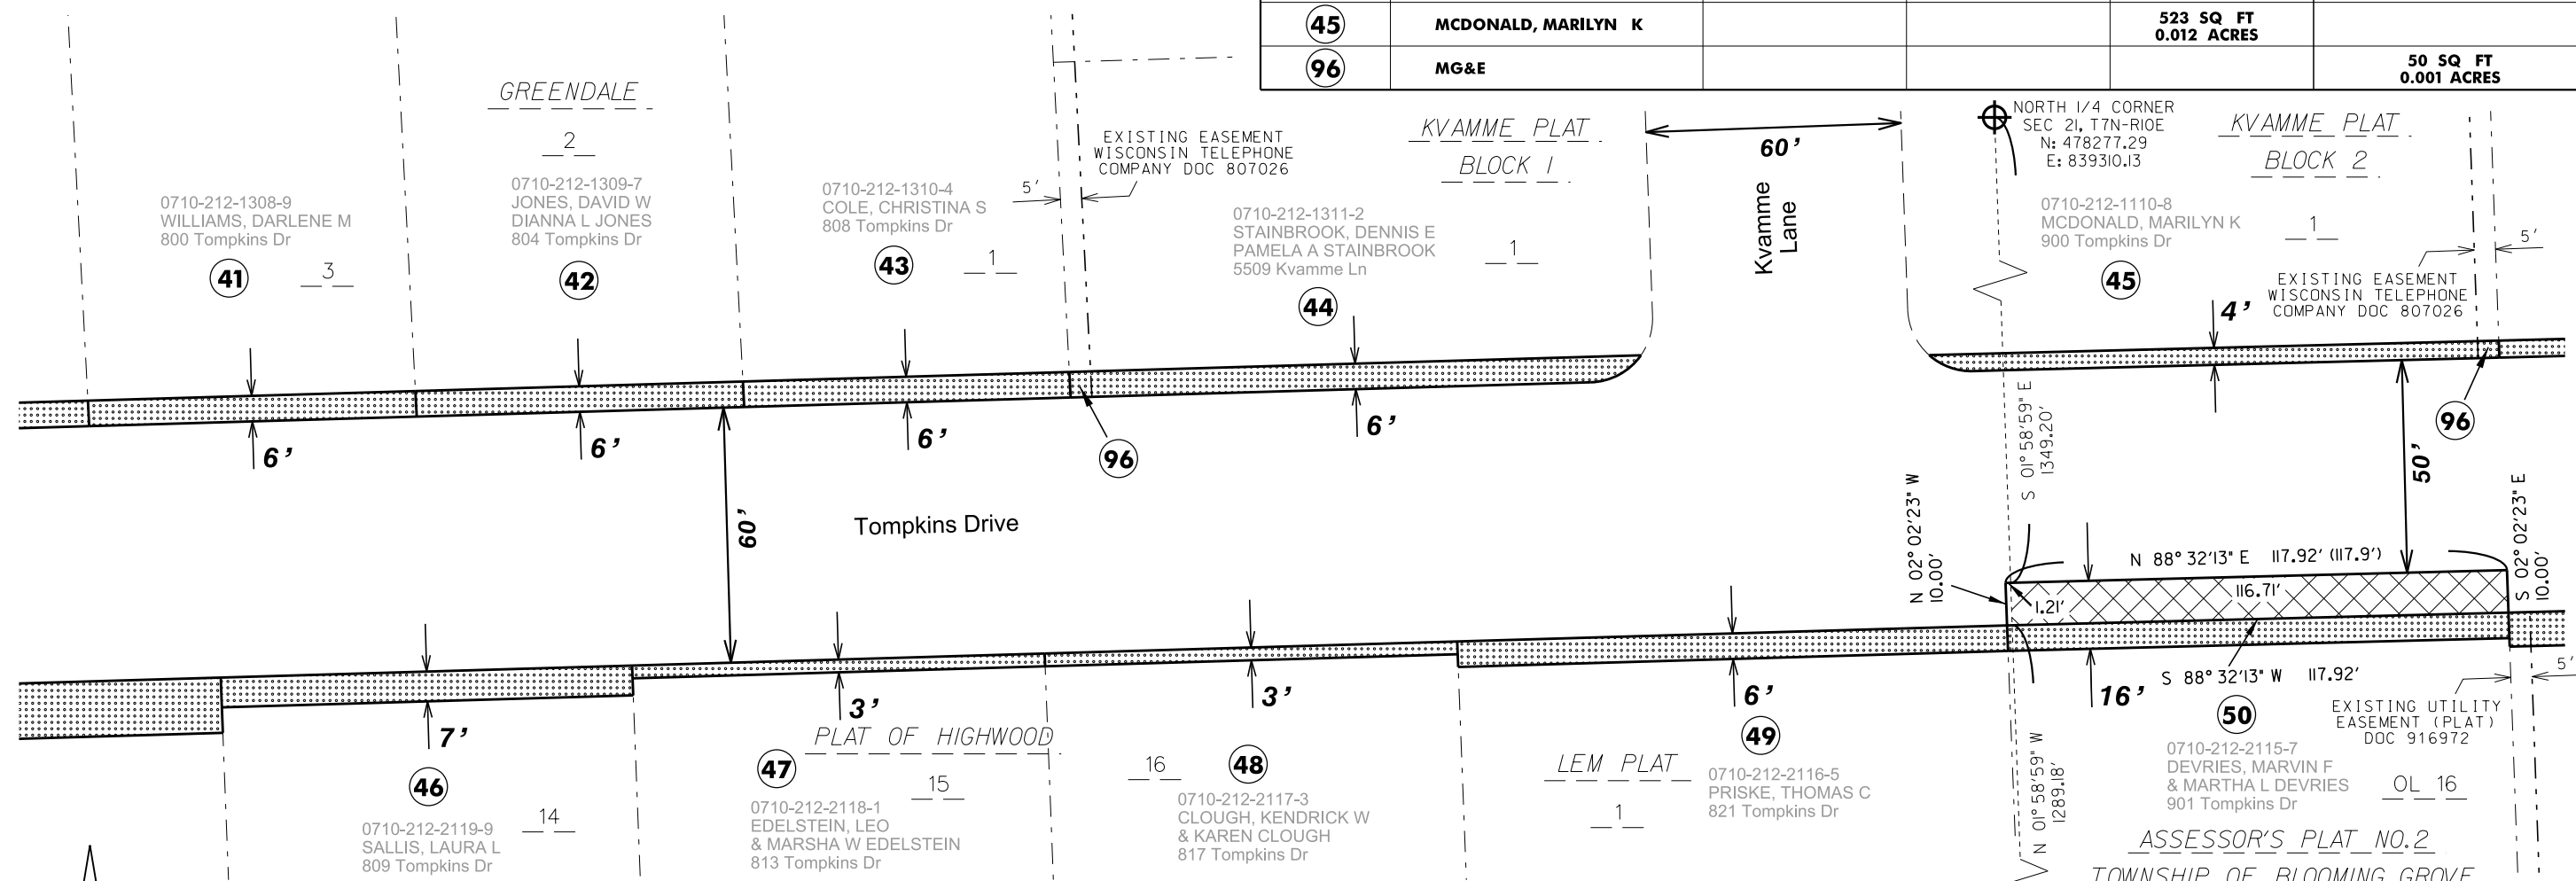 45 MCDONALD, MARILYN K 523 SQ FT
0.012 ACRES
96 MG&E 50 SQ FT
0.001 ACRES
GREENDALE
2
0710-212-1308-9
WILLIAMS, DARLENE M
800 Tompkins Dr
41
3
0710-212-1309-7
JONES, DAVID W
DIANNA L JONES
804 Tompkins Dr
42
0710-212-1310-4
COLE, CHRISTINA S
808 Tompkins Dr
43
1
5'
EXISTING EASEMENT
WISCONSIN TELEPHONE
COMPANY DOC 807026
KVAMME PLAT
BLOCK 1
0710-212-1311-2
STAINBROOK, DENNIS E
PAMELA A STAINBROOK
5509 Kvamme Ln
1
44
60'
Kvamme
Lane
NORTH 1/4 CORNER
SEC 21, T7N-R10E
N: 478277.29
E: 839310.13
KVAMME PLAT
BLOCK 2
0710-212-1110-8
MCDONALD, MARILYN K
900 Tompkins Dr
1
45
5'
EXISTING EASEMENT
WISCONSIN TELEPHONE
COMPANY DOC 807026
4'
6'
6'
6'
6'
96
96
60'
Tompkins Drive
50'
S 01°58'59" E
1349.20'
N 02°02'23" W
10.00'
N 88°32'13" E 117.92' (117.9')
S 02°02'23" E
10.00'
1.21'
116.71'
S 88°32'13" W 117.92'
5'
7'
3'
3'
6'
16'
PLAT OF HIGHWOOD
46
14
0710-212-2119-9
SALLIS, LAURA L
809 Tompkins Dr
47
15
0710-212-2118-1
EDELSTEIN, LEO
& MARSHA W EDELSTEIN
813 Tompkins Dr
16
48
0710-212-2117-3
CLOUGH, KENDRICK W
& KAREN CLOUGH
817 Tompkins Dr
LEM PLAT
1
49
0710-212-2116-5
PRISKE, THOMAS C
821 Tompkins Dr
N 01°58'59" W
1289.18'
50
0710-212-2115-7
DEVRIES, MARVIN F
& MARTHA L DEVRIES
901 Tompkins Dr
EXISTING UTILITY
EASEMENT (PLAT)
DOC 916972
OL 16
ASSESSOR'S PLAT NO.2
TOWNSHIP OF BLOOMING GROVE